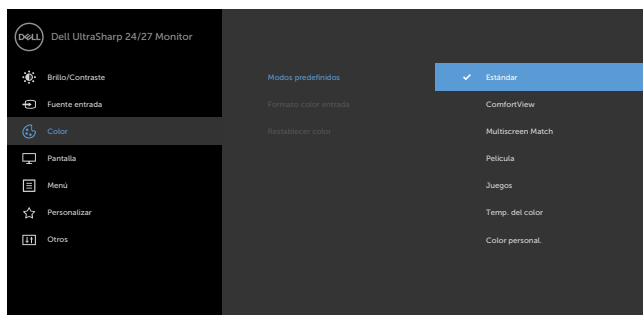 DELL Dell UltraSharp 24/27 Monitor
Brillo/Contraste Modos predefinidos Estándar
Fuente entrada Formato color entrada ComfortView
Color Restablecer color Multiscreen Match
Pantalla Película
Menú Juegos
Personalizar Temp. del color
Otros Color personal.